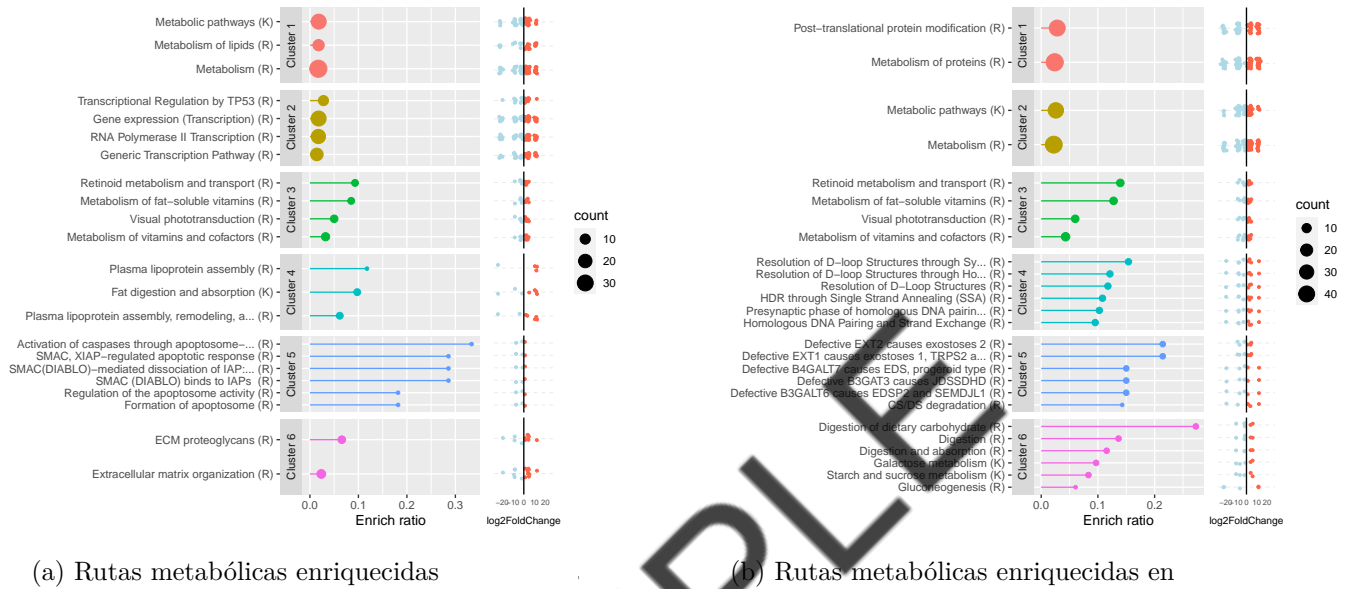 Metabolic pathways (K)
Metabolism of lipids (R)
Metabolism (R)
Cluster 1
Transcriptional Regulation by TP53 (R)
Gene expression (Transcription) (R)
RNA Polymerase II Transcription (R)
Generic Transcription Pathway (R)
Cluster 2
Retinoid metabolism and transport (R)
Metabolism of fat−soluble vitamins (R)
Visual phototransduction (R)
Metabolism of vitamins and cofactors (R)
Cluster 3
Plasma lipoprotein assembly (R)
Fat digestion and absorption (K)
Plasma lipoprotein assembly, remodeling, a... (R)
Cluster 4
Activation of caspases through apoptosome−... (R)
SMAC, XIAP−regulated apoptotic response (R)
SMAC(DIABLO)−mediated dissociation of IAP:... (R)
SMAC (DIABLO) binds to IAPs (R)
Regulation of the apoptosome activity (R)
Formation of apoptosome (R)
Cluster 5
ECM proteoglycans (R)
Extracellular matrix organization (R)
Cluster 6
0.0 0.1 0.2 0.3
Enrich ratio
−20−10 0 10 20
log2FoldChange
count
10
20
30
(a) Rutas metabólicas enriquecidas
Post−translational protein modification (R)
Metabolism of proteins (R)
Cluster 1
Metabolic pathways (K)
Metabolism (R)
Cluster 2
Retinoid metabolism and transport (R)
Metabolism of fat−soluble vitamins (R)
Visual phototransduction (R)
Metabolism of vitamins and cofactors (R)
Cluster 3
Resolution of D−loop Structures through Sy... (R)
Resolution of D−loop Structures through Ho... (R)
Resolution of D−Loop Structures (R)
HDR through Single Strand Annealing (SSA) (R)
Presynaptic phase of homologous DNA pairin... (R)
Homologous DNA Pairing and Strand Exchange (R)
Cluster 4
Defective EXT2 causes exostoses 2 (R)
Defective EXT1 causes exostoses 1, TRPS2 a... (R)
Defective B4GALT7 causes EDS, progeroid type (R)
Defective B3GAT3 causes JDSSDHD (R)
Defective B3GALT6 causes EDSP2 and SEMDJL1 (R)
CS/DS degradation (R)
Cluster 5
Digestion of dietary carbohydrate (R)
Digestion (R)
Digestion and absorption (R)
Galactose metabolism (K)
Starch and sucrose metabolism (K)
Gluconeogenesis (R)
Cluster 6
0.0 0.1 0.2
Enrich ratio
−20−10 0 10 20
log2FoldChange
count
10
20
30
40
(b) Rutas metabólicas enriquecidas en
PLE